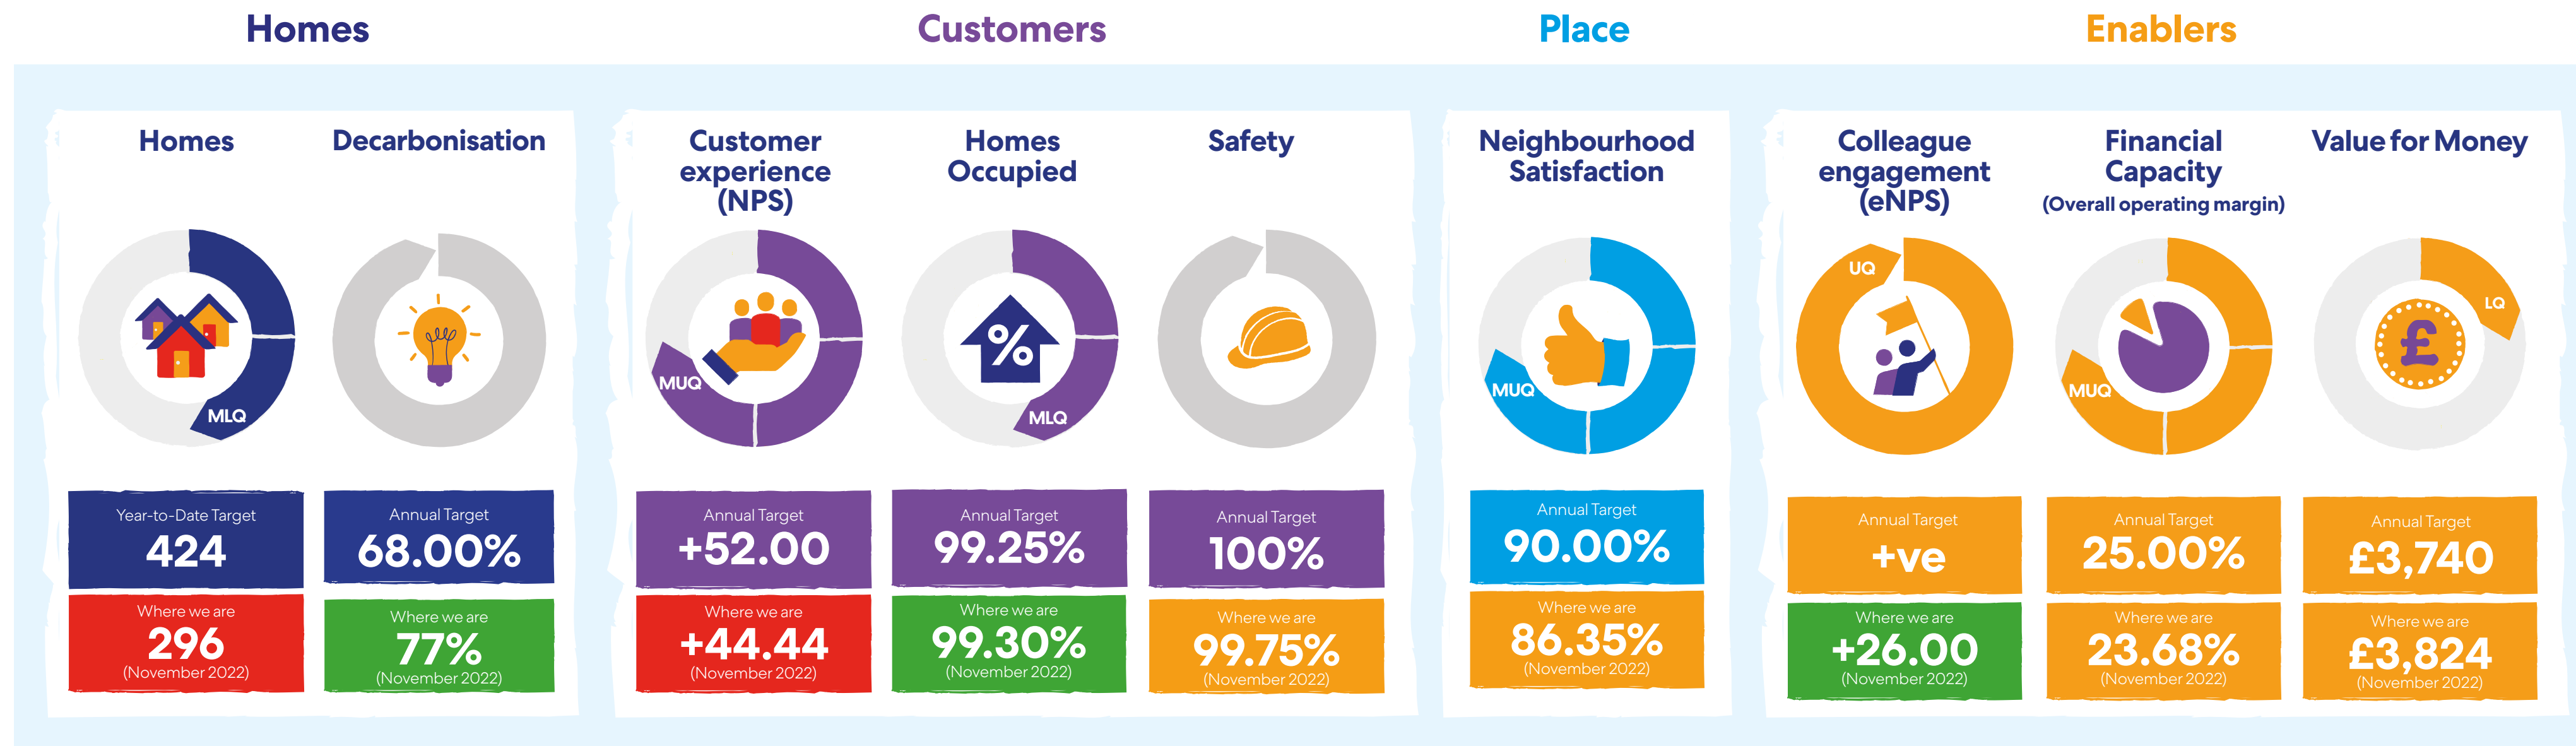 Homes
Customers
Place
Enablers
Homes
Decarbonisation
Customer
experience
(NPS)
Homes
Occupied
Safety
Neighbourhood
Satisfaction
Colleague
engagement
(eNPS)
Financial
Capacity
(Overall operating margin)
Value for Money
MLQ
MUQ
%
MLQ
MUQ
UQ
MUQ
LQ
£
Year-to-Date Target
424
Where we are
296
(November 2022)
Annual Target
68.00%
Where we are
77%
(November 2022)
Annual Target
+52.00
Where we are
+44.44
(November 2022)
Annual Target
99.25%
Where we are
99.30%
(November 2022)
Annual Target
100%
Where we are
99.75%
(November 2022)
Annual Target
90.00%
Where we are
86.35%
(November 2022)
Annual Target
+ve
Where we are
+26.00
(November 2022)
Annual Target
25.00%
Where we are
23.68%
(November 2022)
Annual Target
£3,740
Where we are
£3,824
(November 2022)